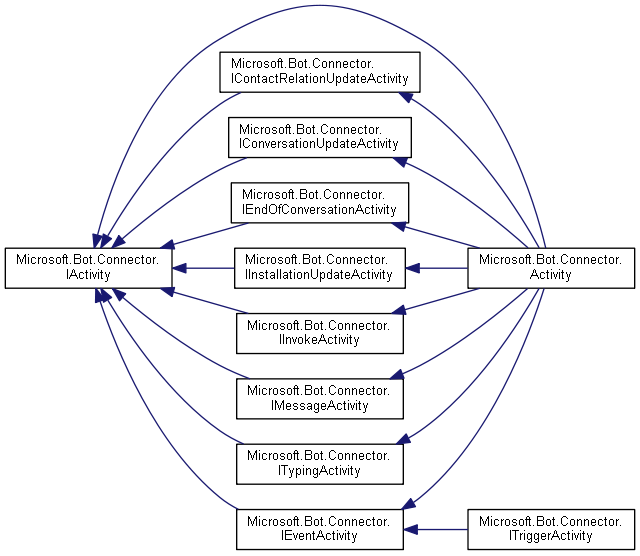 Microsoft.Bot.Connector.
IContactRelationUpdateActivity
Microsoft.Bot.Connector.
IConversationUpdateActivity
Microsoft.Bot.Connector.
IEndOfConversationActivity
Microsoft.Bot.Connector.
IActivity
Microsoft.Bot.Connector.
IInstallationUpdateActivity
Microsoft.Bot.Connector.
Activity
Microsoft.Bot.Connector.
IInvokeActivity
Microsoft.Bot.Connector.
IMessageActivity
Microsoft.Bot.Connector.
ITypingActivity
Microsoft.Bot.Connector.
IEventActivity
Microsoft.Bot.Connector.
ITriggerActivity